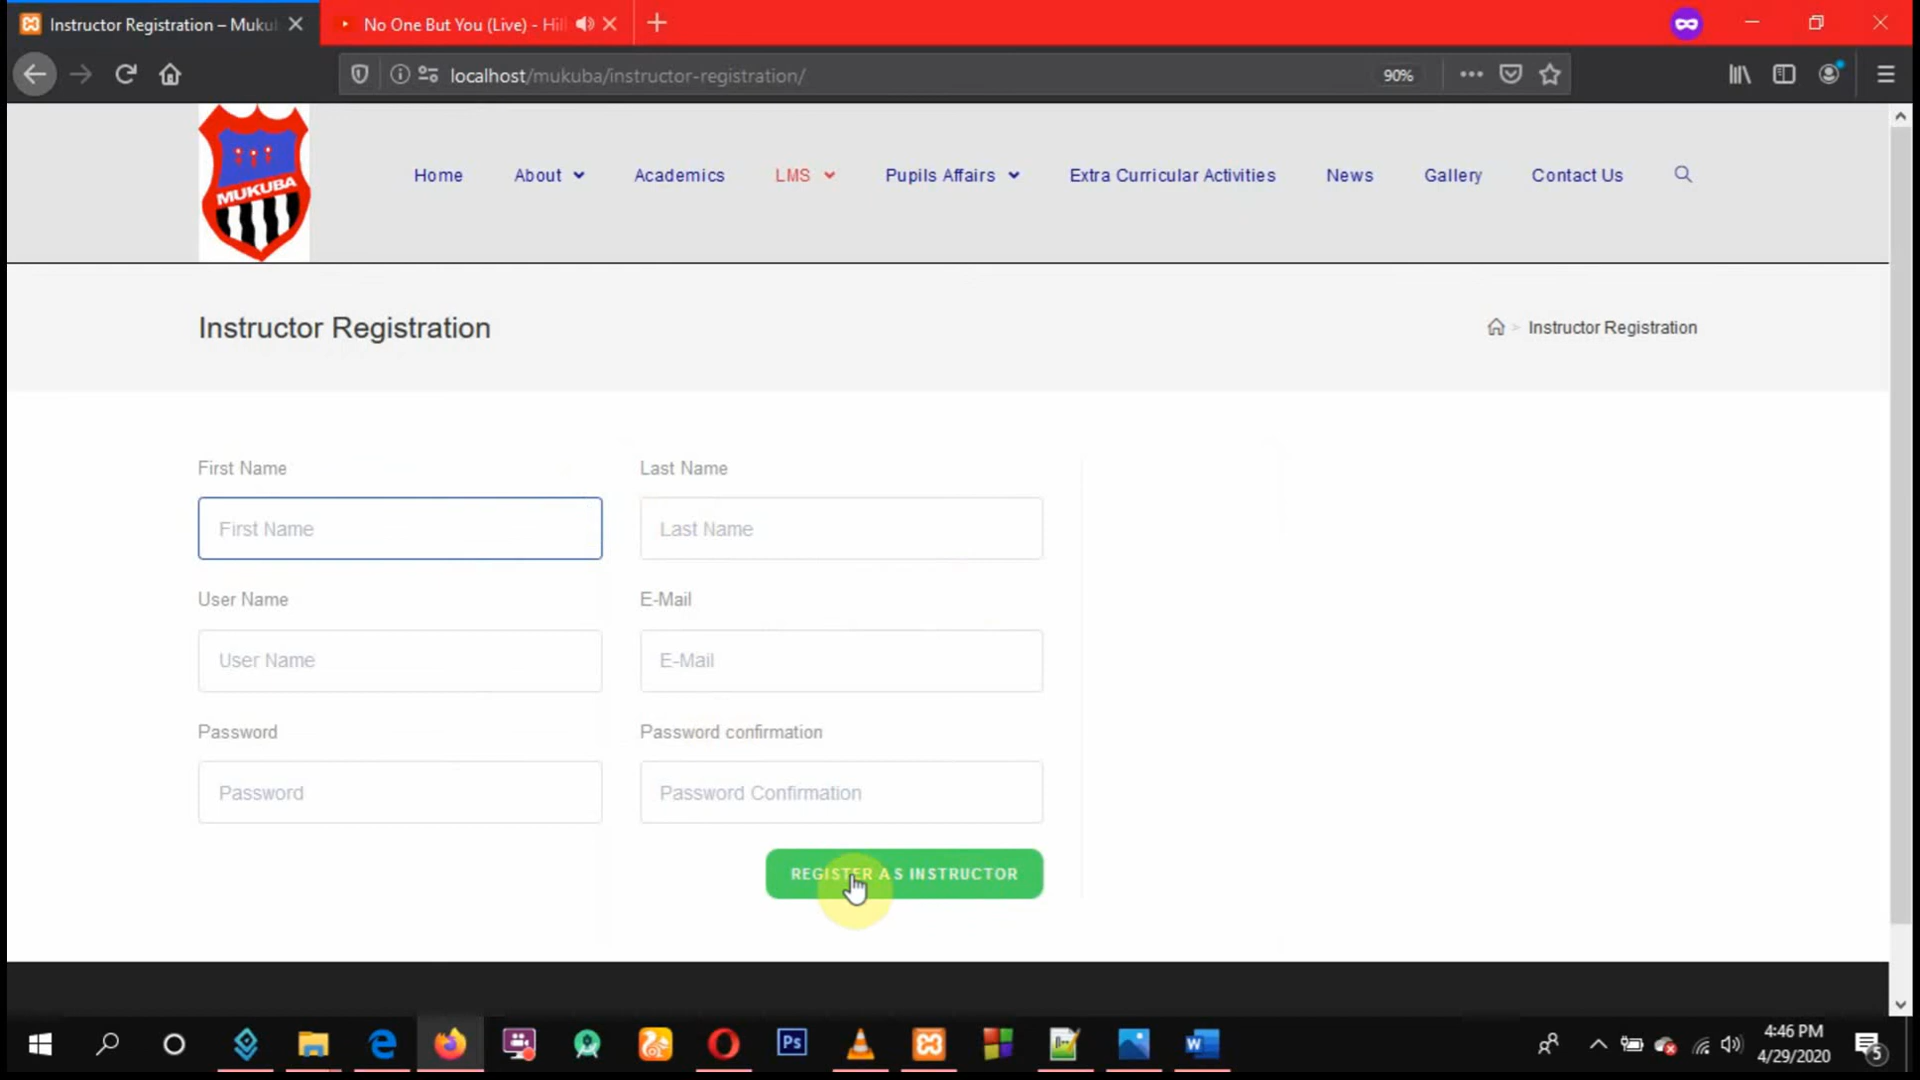 Instructor Registration – Muku
No One But You (Live) - Hil
localhost/mukuba/instructor-registration/
90%
MUKUBA
Home
About
Academics
LMS
Pupils Affairs
Extra Curricular Activities
News
Gallery
Contact Us
Instructor Registration
> Instructor Registration
First Name
Last Name
First Name
Last Name
User Name
E-Mail
User Name
E-Mail
Password
Password confirmation
Password
Password Confirmation
REGISTER AS INSTRUCTOR
Ps
W
4:46 PM
4/29/2020
5